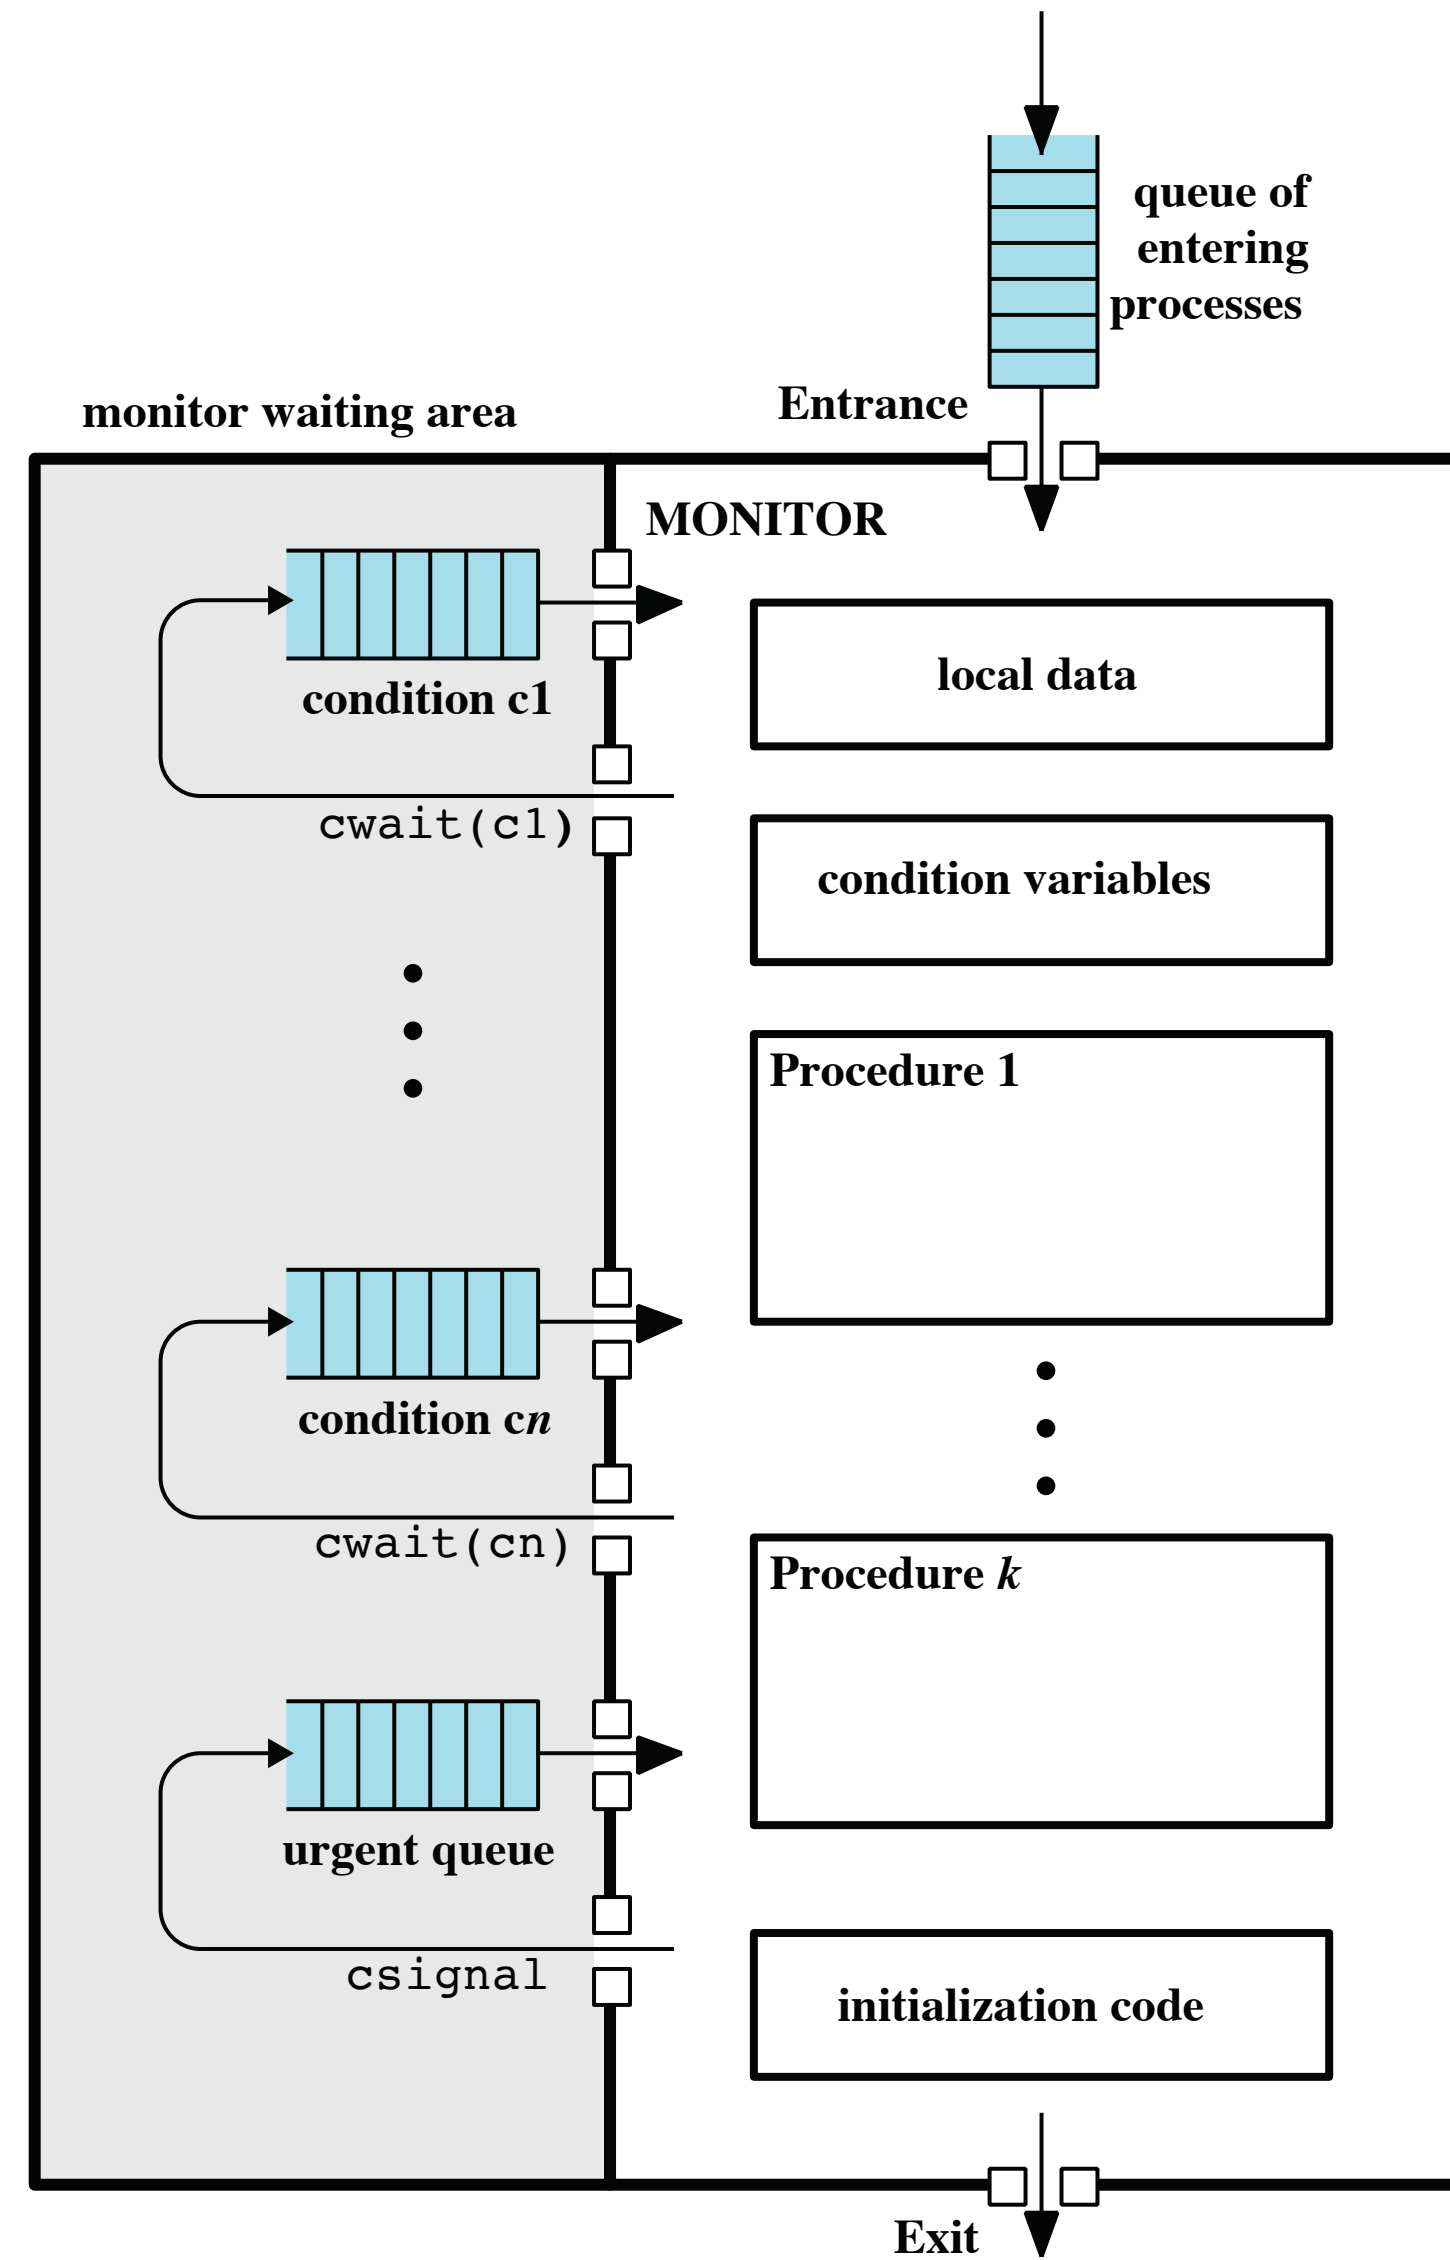 queue of
entering
processes
Entrance
monitor waiting area
MONITOR
condition c1
local data
cwait(c1)
condition variables
Procedure 1
condition cn
cwait(cn)
Procedure k
urgent queue
csignal
initialization code
Exit